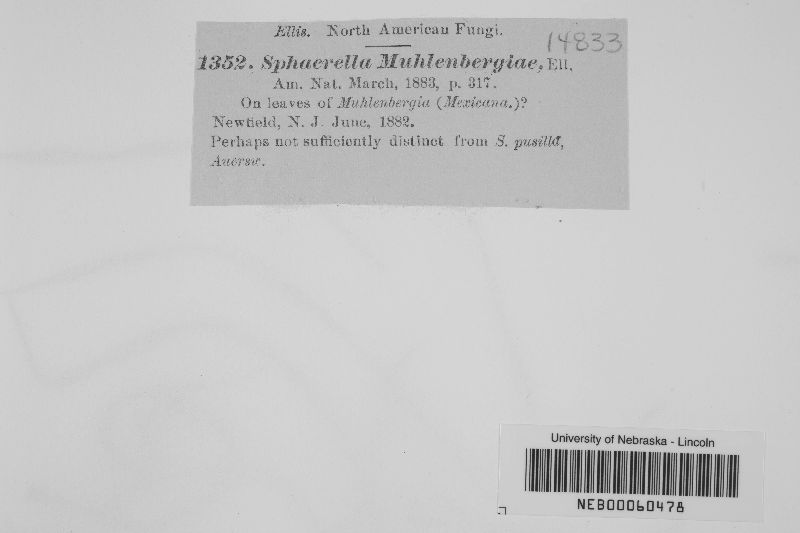 Ellis. North American Fungi.
14833
1352. Sphaerella Muhlenbergiae, Ell.
Am. Nat. March, 1883, p. 317.
On leaves of Muhlenbergia (Mexicana.)?
Newfield, N. J. June, 1882.
Perhaps not sufficiently distinct from S. pusilla,
Auersw.
University of Nebraska - Lincoln
NEB00060478